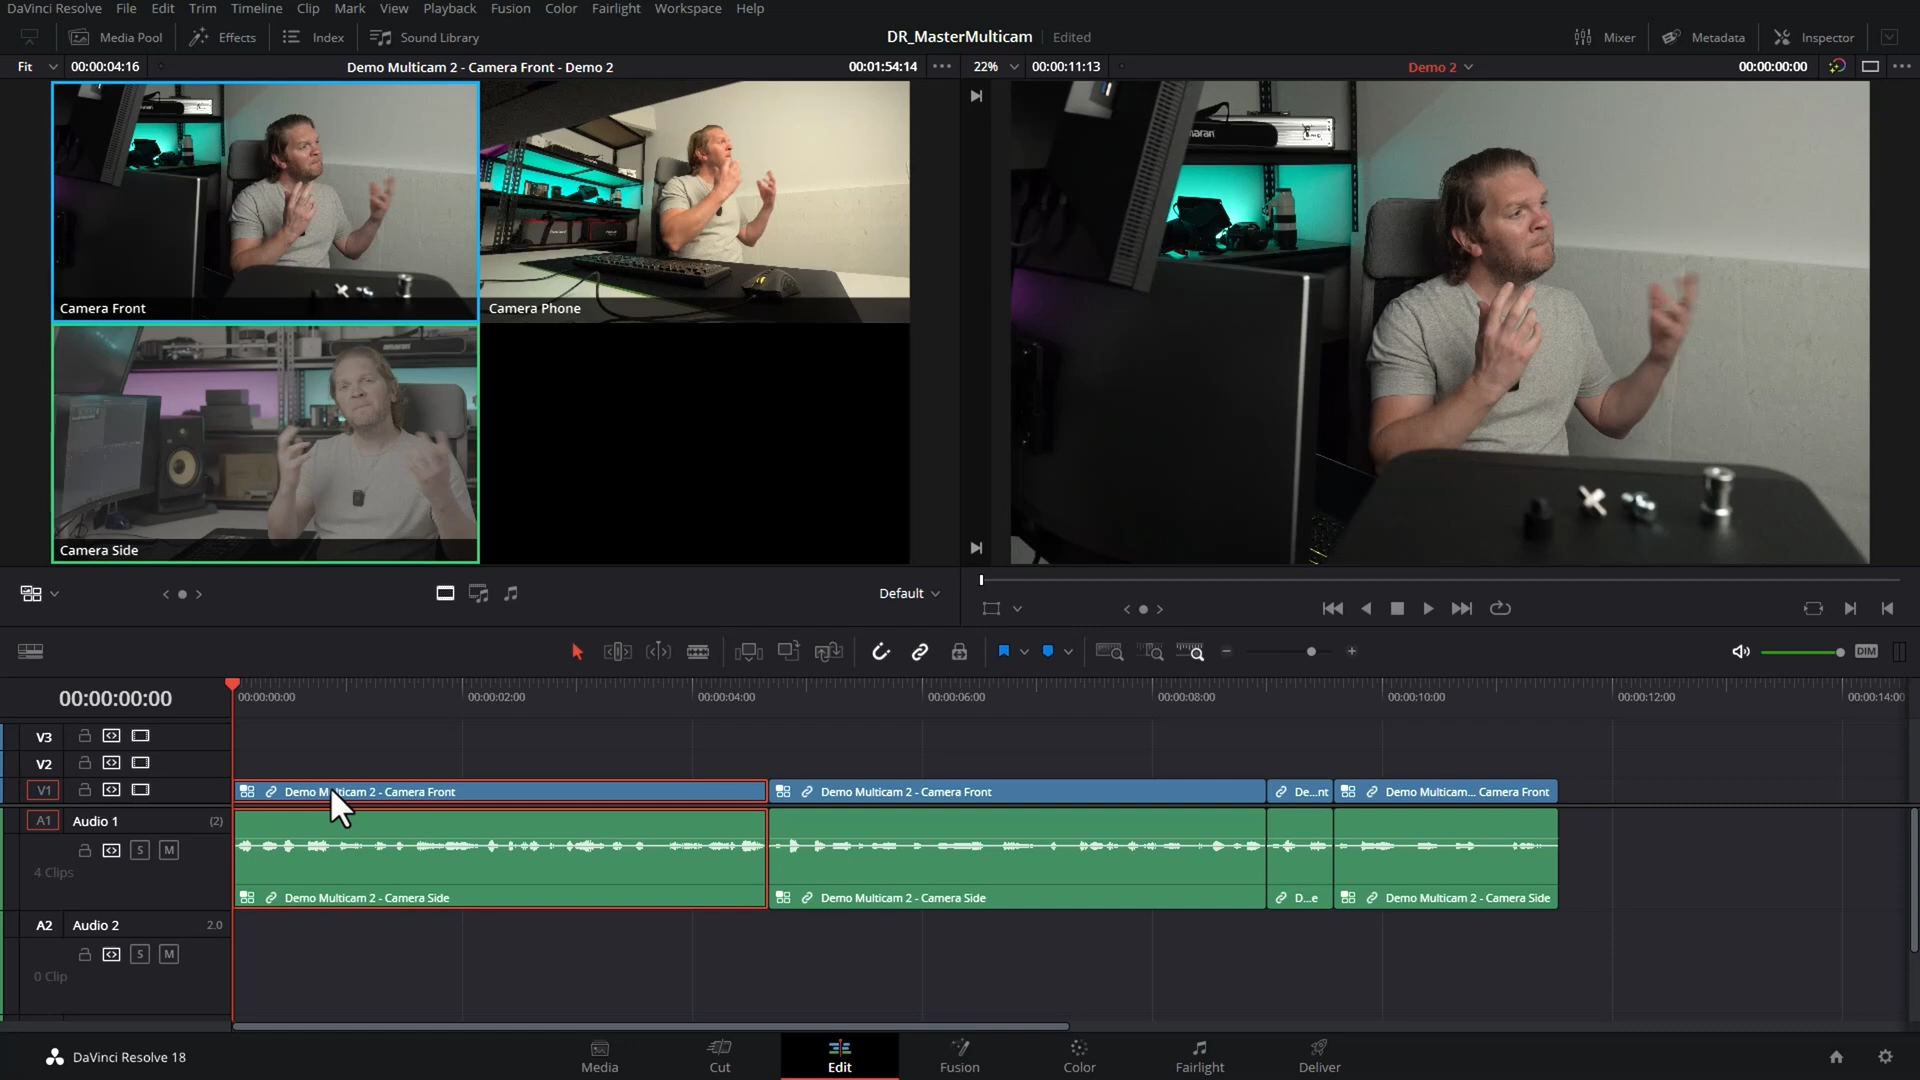 DaVinci Resolve File Edit Trim Timeline Clip Mark View Playback Fusion Color Fairlight Workspace Help
Media Pool Effects Index Sound Library DR_MasterMulticam Edited Mixer Metadata Inspector
Fit 00:00:04:16 Demo Multicam 2 - Camera Front - Demo 2 00:01:54:14 22% 00:00:11:13 Demo 2 00:00:00:00
Camera Front Camera Phone
Camera Side
Default
DIM
00:00:00:00 00:00:00:00 00:00:02:00 00:00:04:00 00:00:06:00 00:00:08:00 00:00:10:00 00:00:12:00 00:00:14:00
V3
V2
V1 Demo Multicam 2 - Camera Front Demo Multicam 2 - Camera Front De...nt Demo Multicam... Camera Front
A1 Audio 1 (2)
S M
4 Clips
Demo Multicam 2 - Camera Side Demo Multicam 2 - Camera Side D...e Demo Multicam 2 - Camera Side
A2 Audio 2 2.0
S M
0 Clip
DaVinci Resolve 18 Media Cut Edit Fusion Color Fairlight Deliver